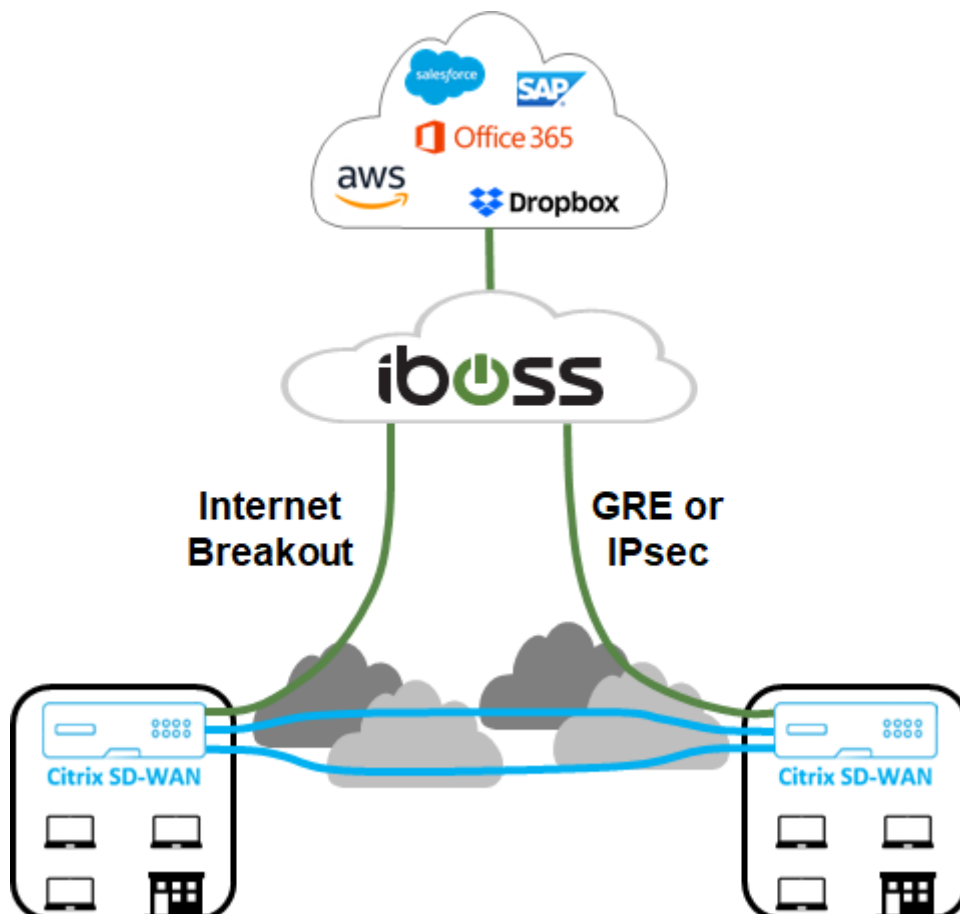 salesforce
SAP
Office 365
aws
Dropbox
iboss
Internet
Breakout
GRE or
IPsec
Citrix SD-WAN
Citrix SD-WAN